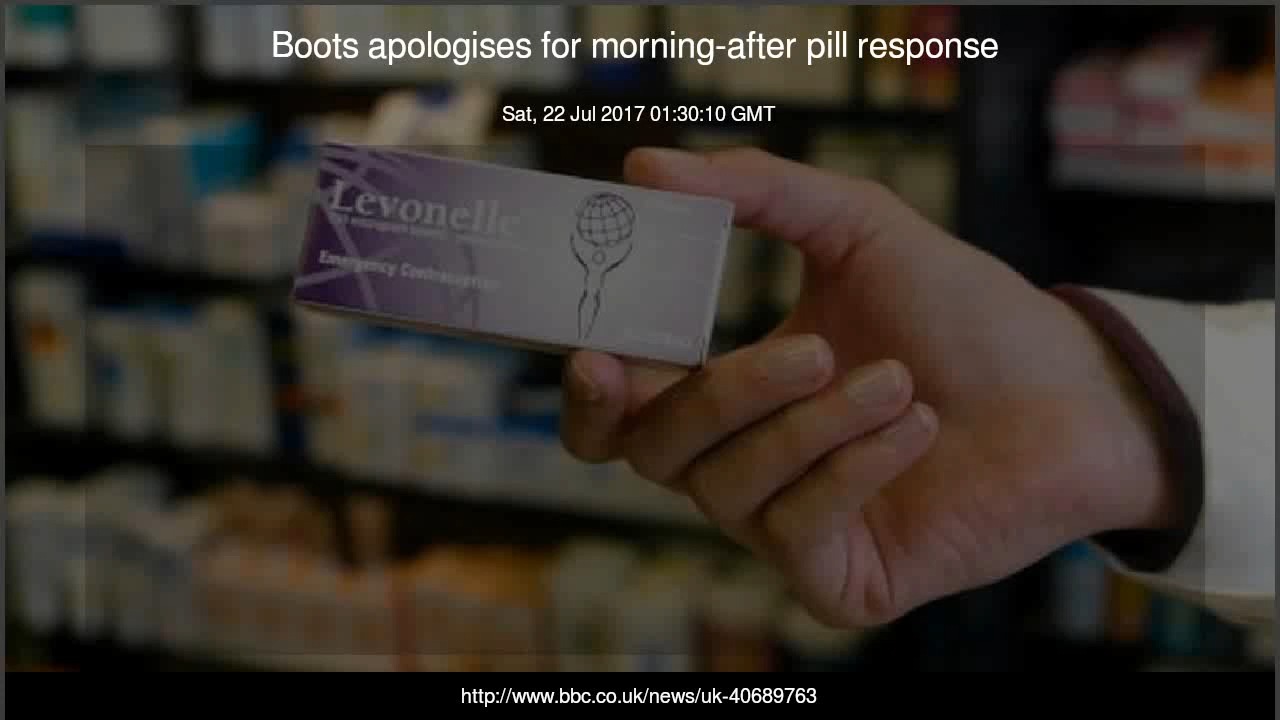 Boots apologises for morning-after pill response
Sat, 22 Jul 2017 01:30:10 GMT
Levonelle
Emergency Contraception
http://www.bbc.co.uk/news/uk-40689763